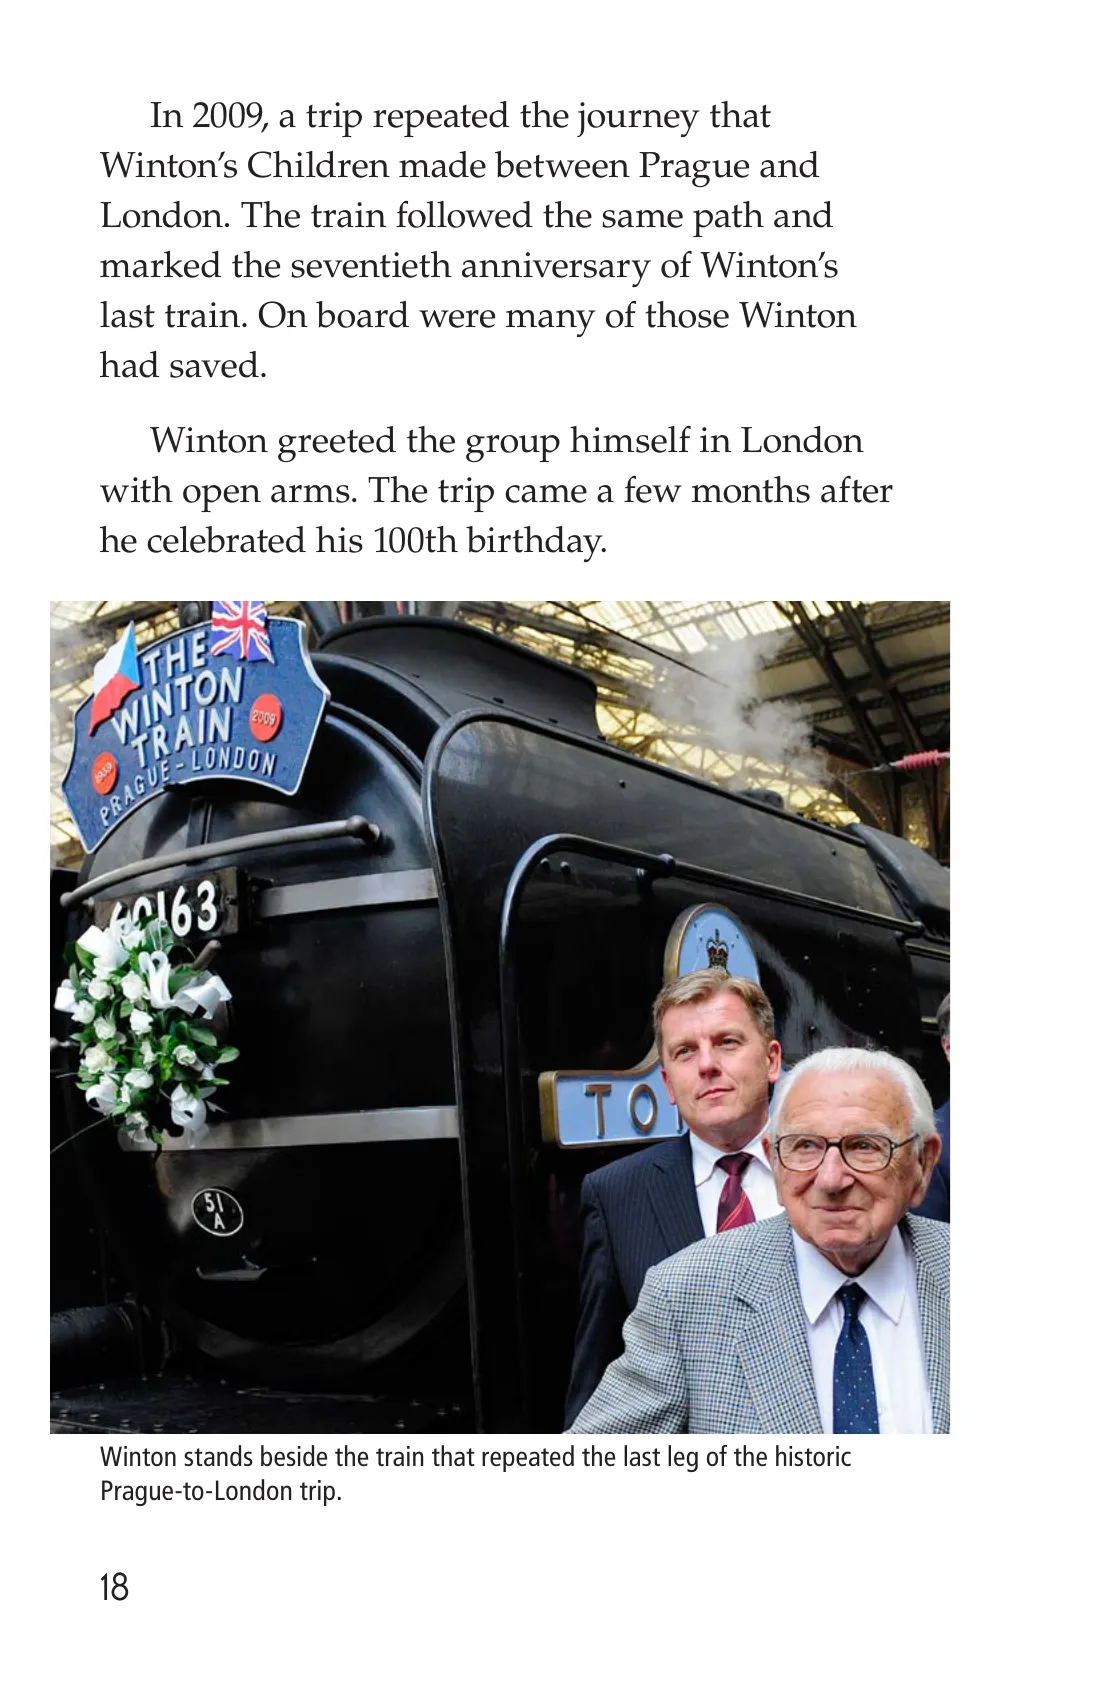 In 2009, a trip repeated the journey that
Winton’s Children made between Prague and
London. The train followed the same path and
marked the seventieth anniversary of Winton’s
last train. On board were many of those Winton
had saved.
Winton greeted the group himself in London
with open arms. The trip came a few months after
he celebrated his 100th birthday.
THE
WINTON
TRAIN
2009
1939
PRAGUE-LONDON
60163
TO
51
A
Winton stands beside the train that repeated the last leg of the historic
Prague-to-London trip.
18